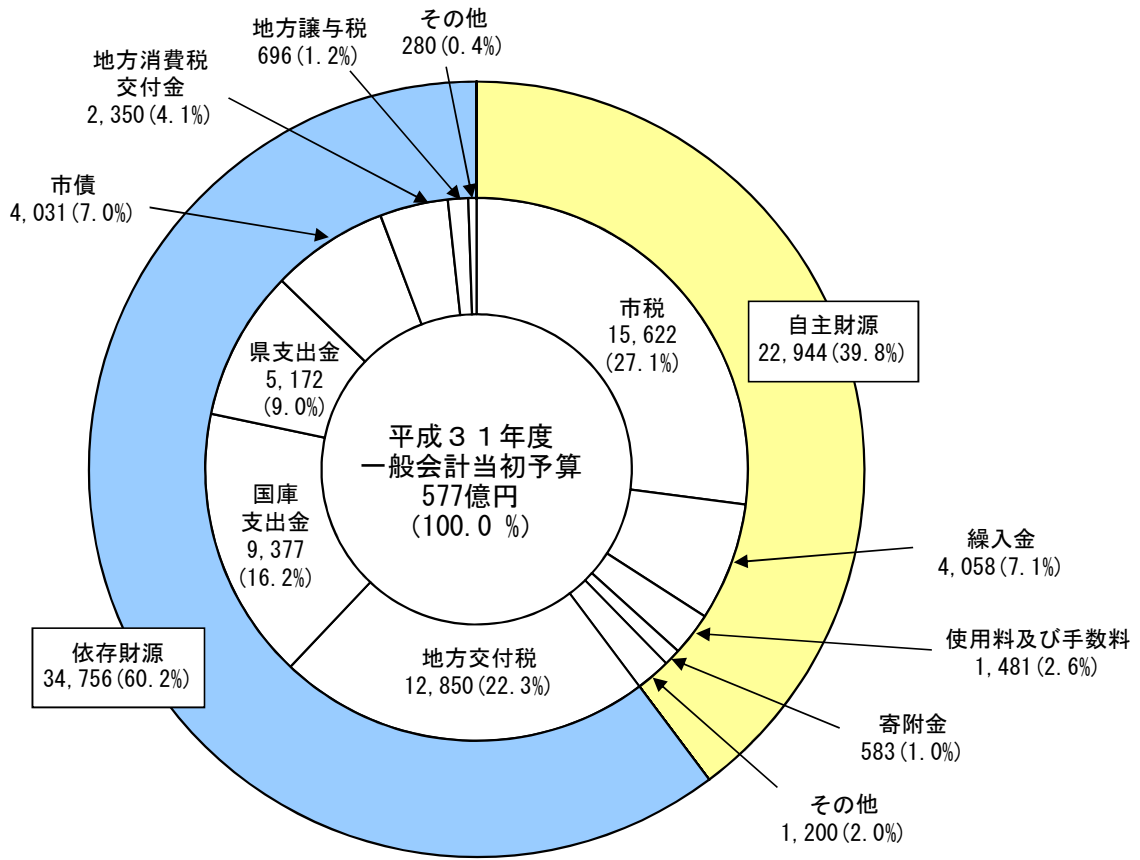 その他
280(0.4%)
地方譲与税
696(1.2%)
地方消費税
交付金
2,350(4.1%)
市債
4,031(7.0%)
市税
15,622
(27.1%)
自主財源
22,944(39.8%)
県支出金
5,172
(9.0%)
平成31年度
一般会計当初予算
577億円
(100.0 %)
国庫
支出金
9,377
(16.2%)
繰入金
4,058(7.1%)
使用料及び手数料
1,481(2.6%)
依存財源
34,756(60.2%)
地方交付税
12,850(22.3%)
寄附金
583(1.0%)
その他
1,200(2.0%)